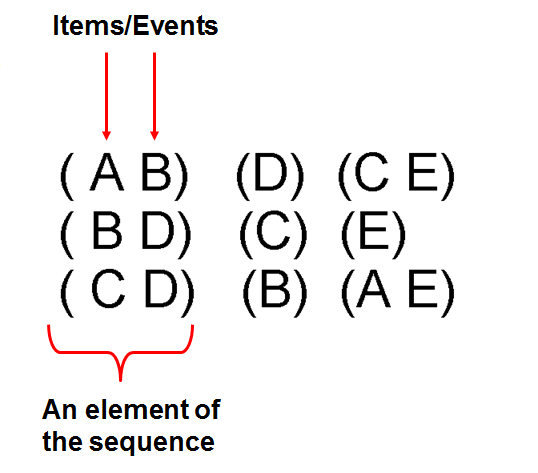 Items/Events
( A B) (D) (C E)
( B D) (C) (E)
( C D) (B) (A E)
An element of
the sequence